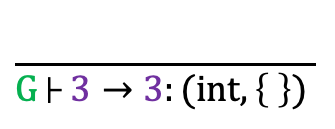 G ⊢ 3 → 3: (int, { })